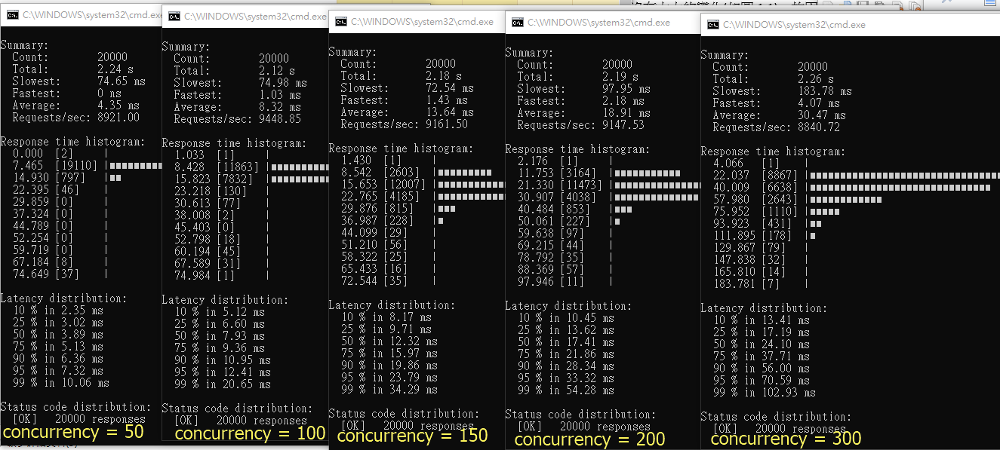 C:\WINDOWS\system32\cmd.exe
Summary:
Count: 20000
Total: 2.24 s
Slowest: 74.65 ms
Fastest: 0 ns
Average: 4.35 ms
Requests/sec: 8921.00
Response time histogram:
0.000 [2] |
7.465 [19110] |
14.930 [797] |
22.395 [46] |
29.859 [0] |
37.324 [0] |
44.789 [0] |
52.254 [0] |
59.719 [0] |
67.184 [8] |
74.649 [37] |
Latency distribution:
10 % in 2.35 ms
25 % in 3.02 ms
50 % in 3.89 ms
75 % in 5.13 ms
90 % in 6.36 ms
95 % in 7.32 ms
99 % in 10.06 ms
Status code distribution:
[OK] 20000 responses
concurrency = 50
C:\WINDOWS\system32\cmd.exe
Summary:
Count: 20000
Total: 2.12 s
Slowest: 74.98 ms
Fastest: 1.03 ms
Average: 8.32 ms
Requests/sec: 9448.85
Response time histogram:
1.033 [1] |
8.428 [11863] |
15.823 [7832] |
23.218 [130] |
30.613 [77] |
38.008 [2] |
45.403 [0] |
52.798 [18] |
60.194 [45] |
67.589 [31] |
74.984 [1] |
Latency distribution:
10 % in 5.12 ms
25 % in 6.60 ms
50 % in 7.93 ms
75 % in 9.36 ms
90 % in 10.95 ms
95 % in 12.41 ms
99 % in 20.65 ms
Status code distribution:
[OK] 20000 responses
concurrency = 100
C:\WINDOWS\system32\cmd.exe
Summary:
Count: 20000
Total: 2.18 s
Slowest: 72.54 ms
Fastest: 1.43 ms
Average: 13.64 ms
Requests/sec: 9161.50
Response time histogram:
1.430 [1] |
8.542 [2603] |
15.653 [12007] |
22.765 [4185] |
29.876 [815] |
36.987 [228] |
44.099 [29] |
51.210 [56] |
58.322 [25] |
65.433 [16] |
72.544 [35] |
Latency distribution:
10 % in 8.17 ms
25 % in 9.71 ms
50 % in 12.32 ms
75 % in 15.97 ms
90 % in 19.86 ms
95 % in 23.79 ms
99 % in 34.29 ms
Status code distribution:
[OK] 20000 responses
concurrency = 150
C:\WINDOWS\system32\cmd.exe
Summary:
Count: 20000
Total: 2.19 s
Slowest: 97.95 ms
Fastest: 2.18 ms
Average: 18.91 ms
Requests/sec: 9147.53
Response time histogram:
2.176 [1] |
11.753 [3164] |
21.330 [11473] |
30.907 [4038] |
40.484 [853] |
50.061 [227] |
59.638 [97] |
69.215 [44] |
78.792 [35] |
88.369 [57] |
97.946 [11] |
Latency distribution:
10 % in 10.45 ms
25 % in 13.62 ms
50 % in 17.41 ms
75 % in 21.86 ms
90 % in 28.34 ms
95 % in 33.32 ms
99 % in 54.28 ms
Status code distribution:
[OK] 20000 responses
concurrency = 200
C:\WINDOWS\system32\cmd.exe
Summary:
Count: 20000
Total: 2.26 s
Slowest: 183.78 ms
Fastest: 4.07 ms
Average: 30.47 ms
Requests/sec: 8840.72
Response time histogram:
4.066 [1] |
22.037 [8867] |
40.009 [6638] |
57.980 [2643] |
75.952 [1110] |
93.923 [431] |
111.895 [178] |
129.867 [79] |
147.838 [32] |
165.810 [14] |
183.781 [7] |
Latency distribution:
10 % in 13.41 ms
25 % in 17.19 ms
50 % in 24.10 ms
75 % in 37.71 ms
90 % in 56.00 ms
95 % in 70.59 ms
99 % in 102.93 ms
Status code distribution:
[OK] 20000 responses
concurrency = 300